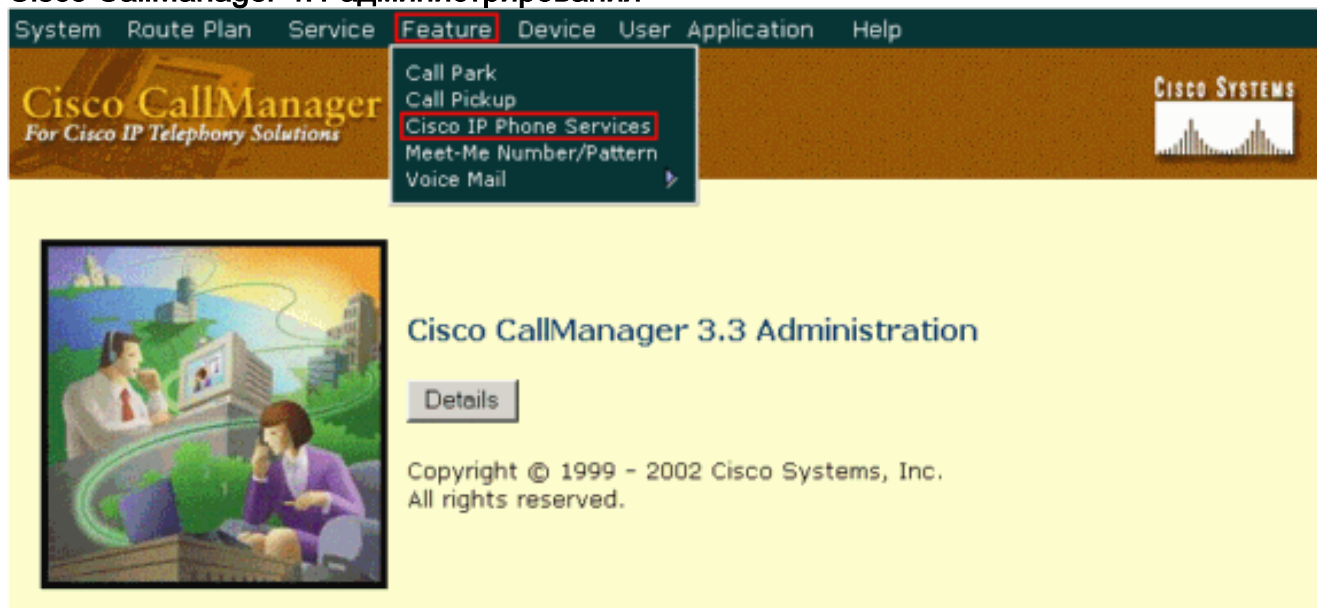 System Route Plan Service Feature Device User Application Help
Cisco CallManager
For Cisco IP Telephony Solutions
Call Park
Call Pickup
Cisco IP Phone Services
Meet-Me Number/Pattern
Voice Mail
CISCO SYSTEMS
Cisco CallManager 3.3 Administration
Details
Copyright © 1999 - 2002 Cisco Systems, Inc.
All rights reserved.